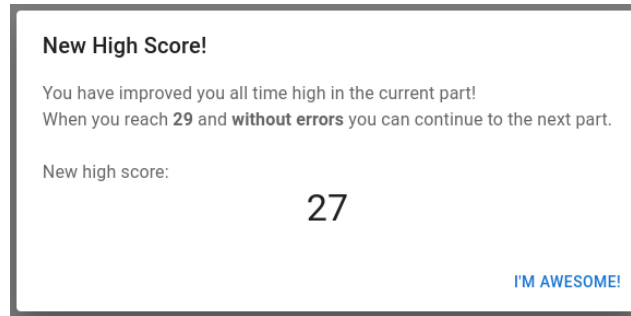 New High Score!
You have improved you all time high in the current part!
When you reach 29 and without errors you can continue to the next part.
New high score:
27
I'M AWESOME!